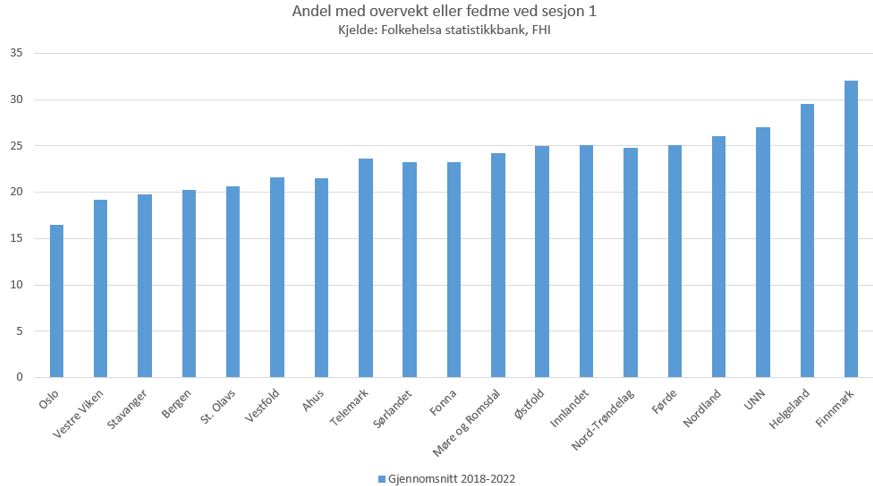 Andel med overvekt eller fedme ved sesjon 1
Kjelde: Folkehelsa statistikkbank, FHI
35
30
25
20
15
10
5
0
Oslo
Vestre Viken
Stavanger
Bergen
St. Olavs
Vestfold
Ahus
Telemark
Sørlandet
Fonna
Møre og Romsdal
Østfold
Innlandet
Nord-Trøndelag
Førde
Nordland
UNN
Helgeland
Finnmark
Gjennomsnitt 2018-2022